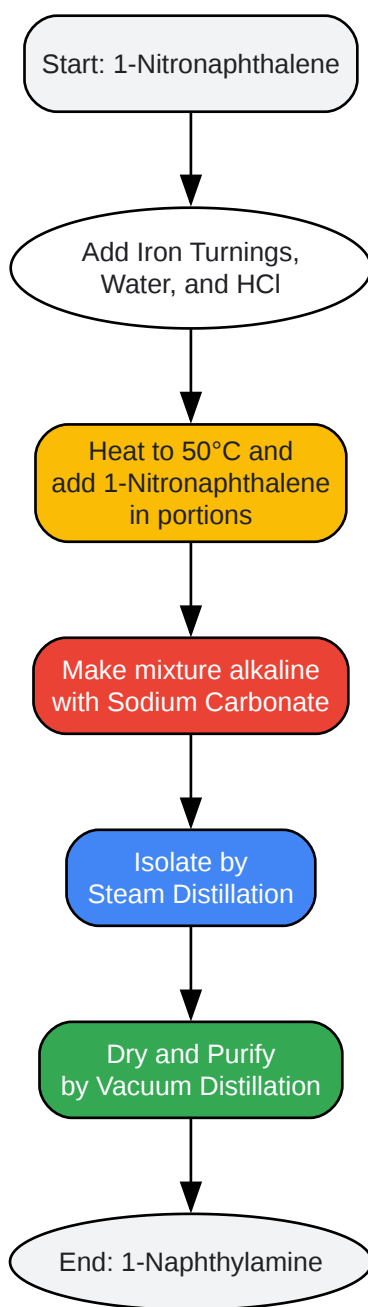 Start: 1-Nitronaphthalene
Add Iron Turnings,
Water, and HCl
Heat to 50°C and
add 1-Nitronaphthalene
in portions
Make mixture alkaline
with Sodium Carbonate
Isolate by
Steam Distillation
Dry and Purify
by Vacuum Distillation
End: 1-Naphthylamine